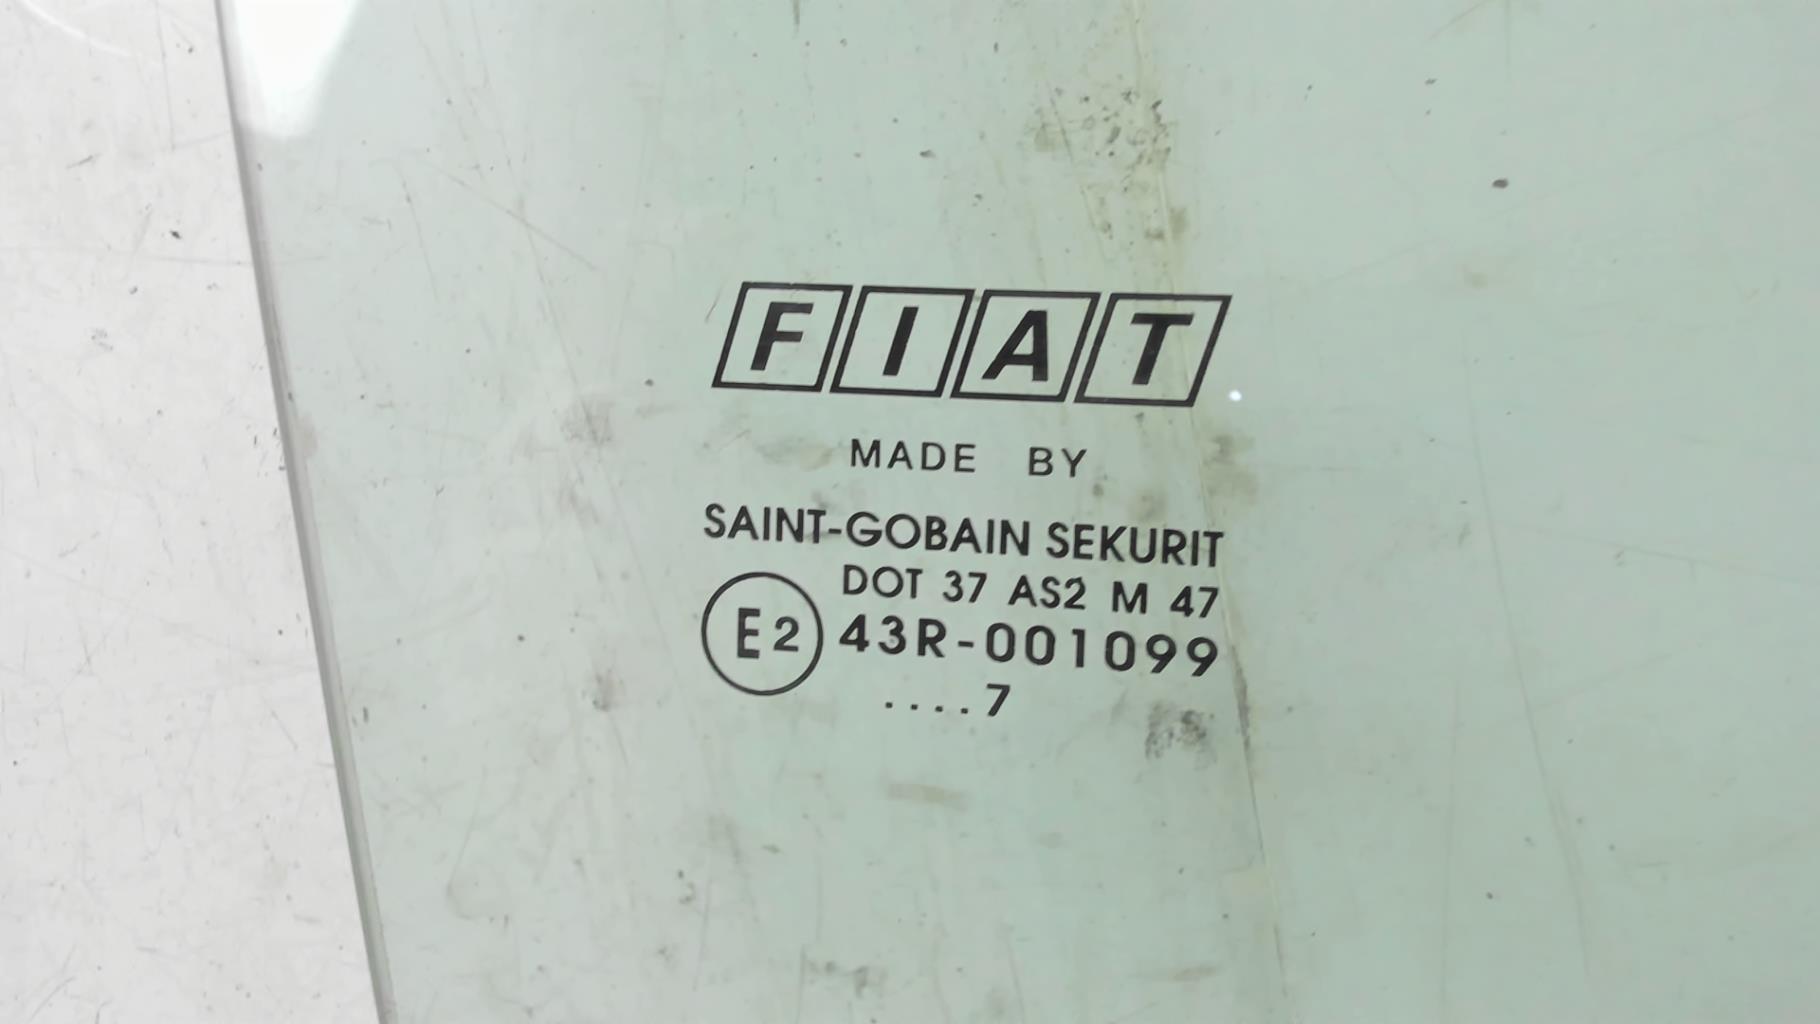 FIAT
MADE BY
SAINT-GOBAIN SEKURIT
DOT 37 AS2 M 47
E2 43R-001099
....7